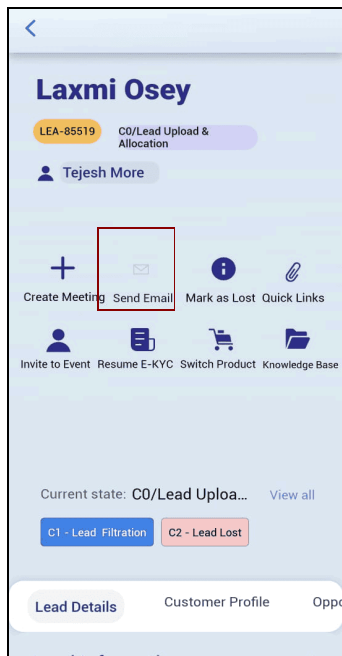 Laxmi Osey
LEA-85519
C0/Lead Upload &
Allocation
Tejesh More
Create Meeting
Send Email
Mark as Lost
Quick Links
Invite to Event
Resume E-KYC
Switch Product
Knowledge Base
Current state: C0/Lead Uploa...
View all
C1 - Lead Filtration
C2 - Lead Lost
Lead Details
Customer Profile
Oppo